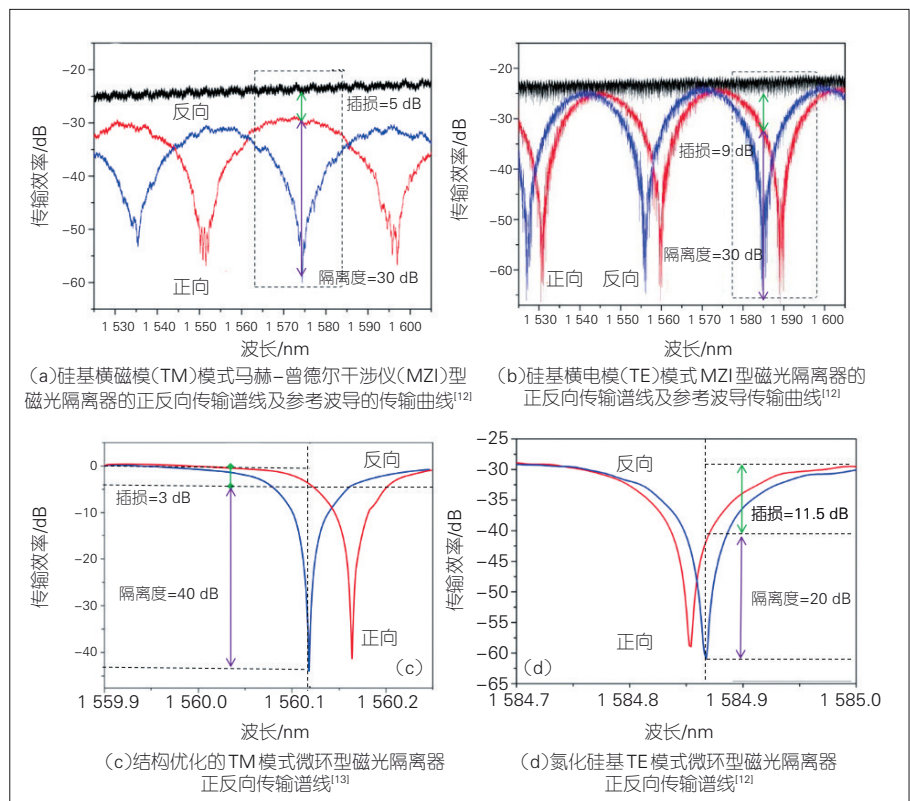 -20
-30
-40
-50
-60
传输效率/dB
反向
插损=5 dB
隔离度=30 dB
正向
1 530 1 540 1 550 1 560 1 570 1 580 1 590 1 600
波长/nm
(a)硅基横磁模(TM)模式马赫-曾德尔干涉仪(MZI)型
磁光隔离器的正反向传输谱线及参考波导的传输曲线[12]
-20
-30
-40
-50
-60
传输效率/dB
插损=9 dB
隔离度=30 dB
正向 反向
1 530 1 540 1 550 1 560 1 570 1 580 1 590 1 600
波长/nm
(b)硅基横电模(TE)模式MZI型磁光隔离器的
正反向传输谱线及参考波导传输曲线[12]
0
-10
-20
-30
-40
传输效率/dB
反向
插损=3 dB
隔离度=40 dB
正向
(c)
1 559.9 1 560.0 1 560.1 1 560.2
波长/nm
(c)结构优化的TM模式微环型磁光隔离器
正反向传输谱线[13]
-25
-30
-35
-40
-45
-50
-55
-60
-65
传输效率/dB
反向
插损=11.5 dB
隔离度=20 dB
正向
(d)
1 584.7 1 584.8 1 584.9 1 585.0
波长/nm
(d)氮化硅基TE模式微环型磁光隔离器
正反向传输谱线[12]